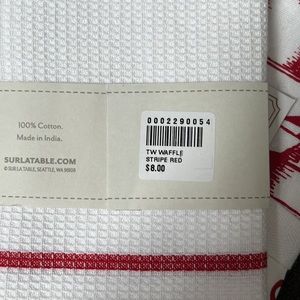 100% Cotton.
Made in India.
SURLATABLE.COM
© SUR LA TABLE, SEATTLE, WA 98108
0002290054
TW WAFFLE
STRIPE RED
$8.00